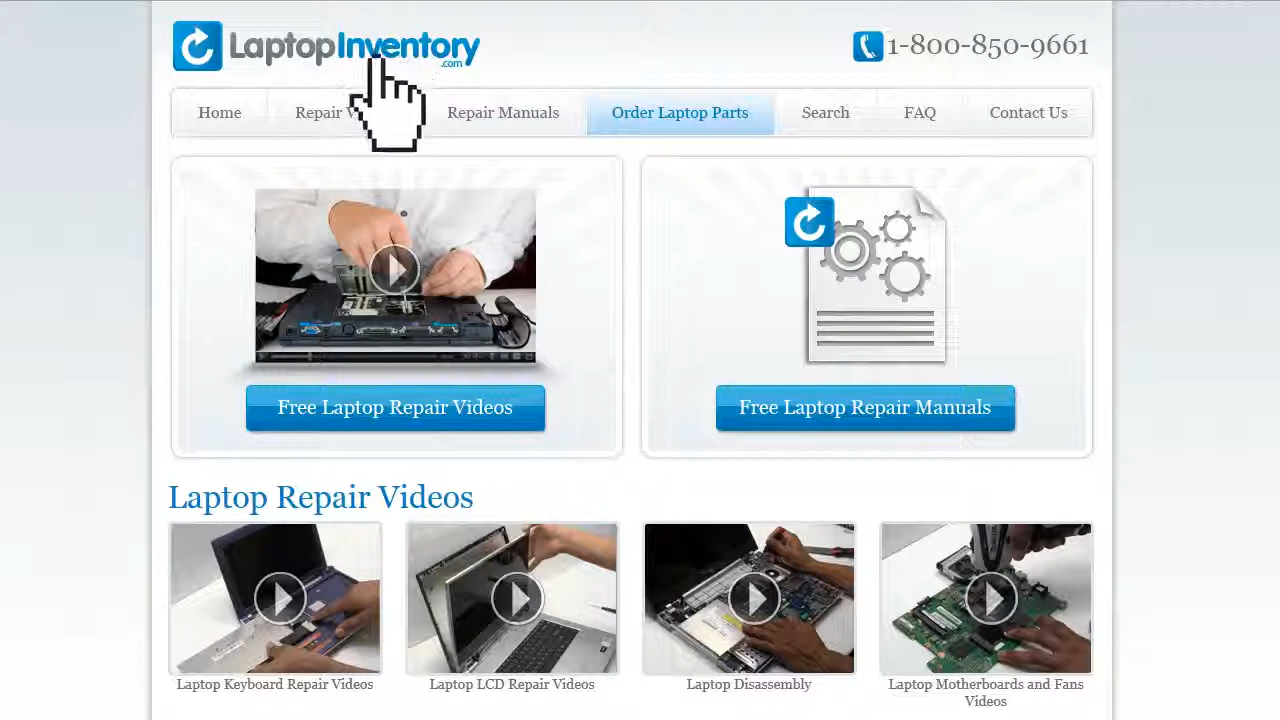 LaptopInventory
.com
1-800-850-9661
Home
Repair
Repair Manuals
Order Laptop Parts
Search
FAQ
Contact Us
Free Laptop Repair Videos
Free Laptop Repair Manuals
Laptop Repair Videos
Laptop Keyboard Repair Videos
Laptop LCD Repair Videos
Laptop Disassembly
Laptop Motherboards and Fans
Videos